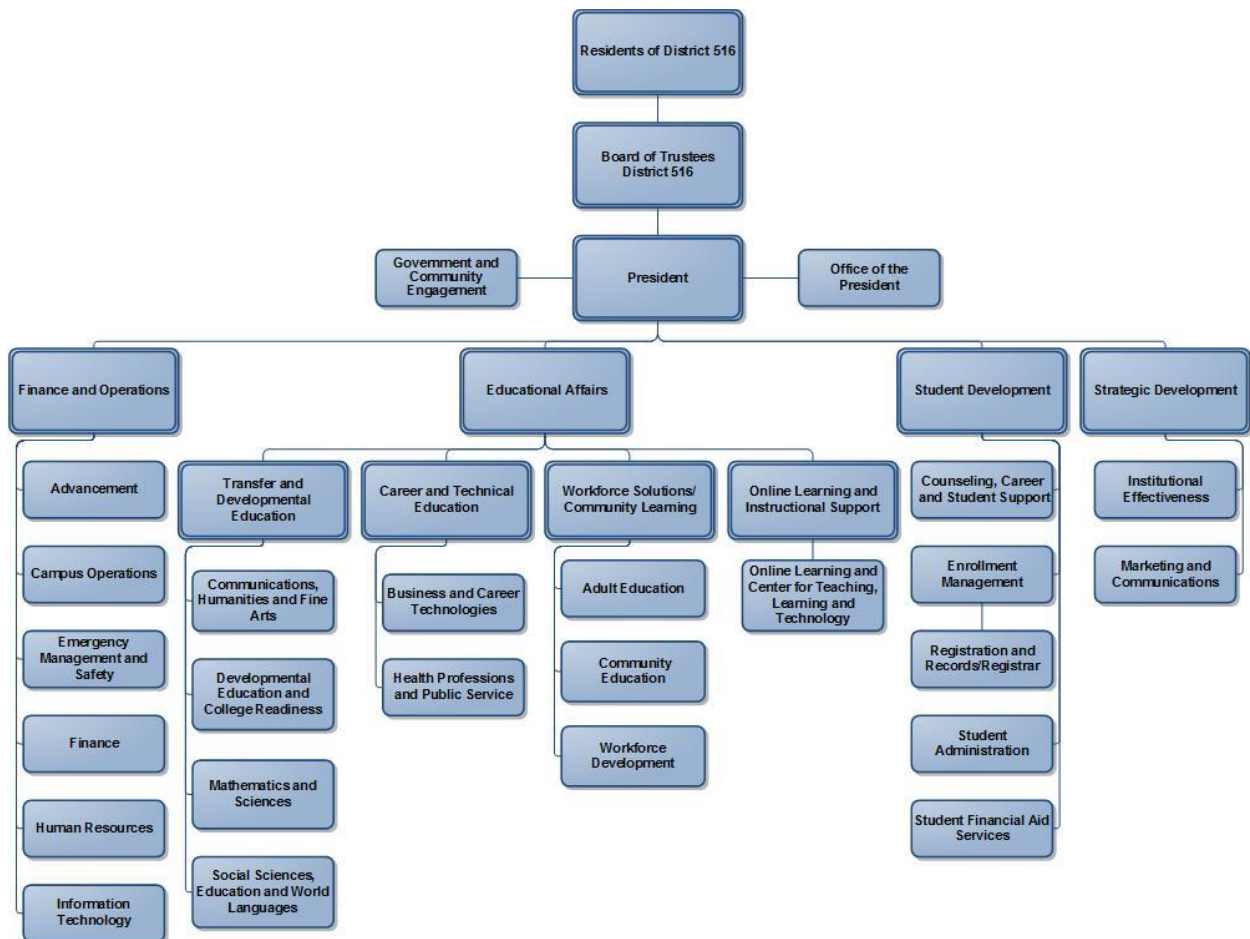 Residents of District 516
Board of Trustees
District 516
Government and
Community
Engagement
President
Office of the
President
Finance and Operations
Educational Affairs
Student Development
Strategic Development
Advancement
Campus Operations
Emergency
Management and
Safety
Finance
Human Resources
Information
Technology
Transfer and
Developmental
Education
Communications,
Humanities and Fine
Arts
Developmental
Education and
College Readiness
Mathematics and
Sciences
Social Sciences,
Education and World
Languages
Career and Technical
Education
Business and Career
Technologies
Health Professions
and Public Service
Workforce Solutions/
Community Learning
Adult Education
Community
Education
Workforce
Development
Online Learning and
Instructional Support
Online Learning and
Center for Teaching,
Learning and
Technology
Counseling, Career
and Student Support
Enrollment
Management
Registration and
Records/Registrar
Student
Administration
Student Financial Aid
Services
Institutional
Effectiveness
Marketing and
Communications